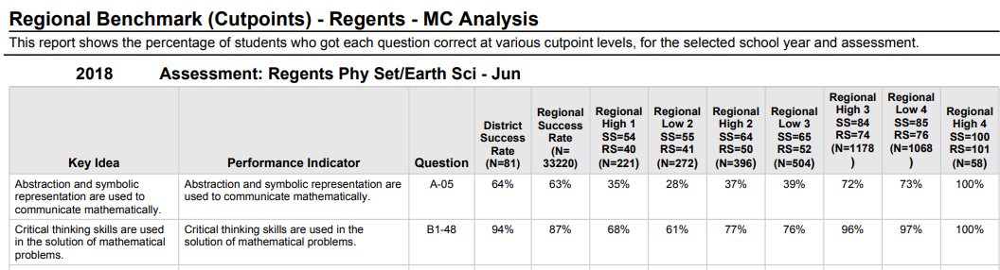 Regional Benchmark (Cutpoints) - Regents - MC Analysis
This report shows the percentage of students who got each question correct at various cutpoint levels, for the selected school year and assessment.
2018 Assessment: Regents Phy Set/Earth Sci - Jun
Key Idea
Performance Indicator
Question
District
Success
Rate
(N=81)
Regional
Success
Rate
(N=
33220)
Regional
High 1
SS=54
RS=40
(N=221)
Regional
Low 2
SS=55
RS=41
(N=272)
Regional
High 2
SS=64
RS=50
(N=396)
Regional
Low 3
SS=65
RS=52
(N=504)
Regional
High 3
SS=84
RS=74
(N=1178
)
Regional
Low 4
SS=85
RS=76
(N=1068
)
Regional
High 4
SS=100
RS=101
(N=58)
Abstraction and symbolic
representation are used to
communicate mathematically.
Abstraction and symbolic representation are
used to communicate mathematically.
A-05 64% 63% 35% 28% 37% 39% 72% 73% 100%
Critical thinking skills are used
in the solution of mathematical
problems.
Critical thinking skills are used in the
solution of mathematical problems.
B1-48 94% 87% 68% 61% 77% 76% 96% 97% 100%